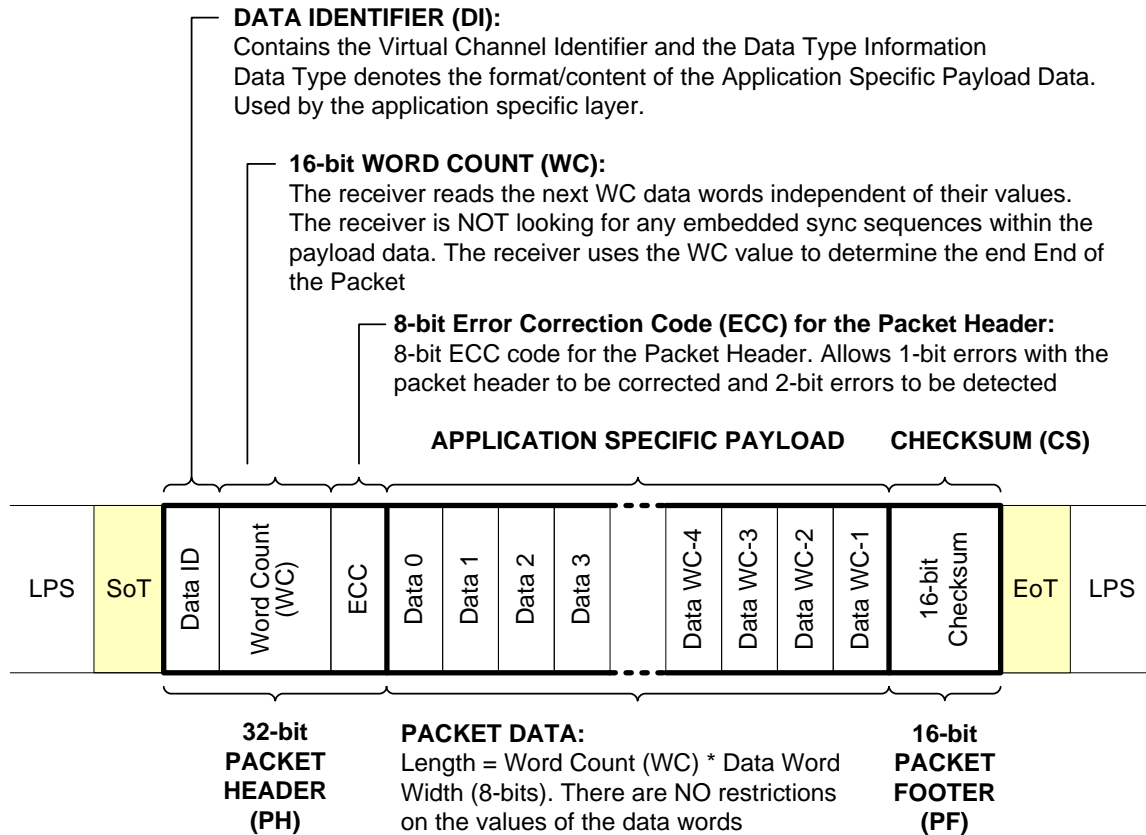 DATA IDENTIFIER (DI):
Contains the Virtual Channel Identifier and the Data Type Information
Data Type denotes the format/content of the Application Specific Payload Data.
Used by the application specific layer.
16-bit WORD COUNT (WC):
The receiver reads the next WC data words independent of their values.
The receiver is NOT looking for any embedded sync sequences within the
payload data. The receiver uses the WC value to determine the end End of
the Packet
8-bit Error Correction Code (ECC) for the Packet Header:
8-bit ECC code for the Packet Header. Allows 1-bit errors with the
packet header to be corrected and 2-bit errors to be detected
APPLICATION SPECIFIC PAYLOAD
CHECKSUM (CS)
LPS
SoT
Data ID
Word Count
(WC)
ECC
Data 0
Data 1
Data 2
Data 3
Data WC-4
Data WC-3
Data WC-2
Data WC-1
16-bit
Checksum
EoT
LPS
32-bit
PACKET
HEADER
(PH)
PACKET DATA:
Length = Word Count (WC) * Data Word
Width (8-bits). There are NO restrictions
on the values of the data words
16-bit
PACKET
FOOTER
(PF)